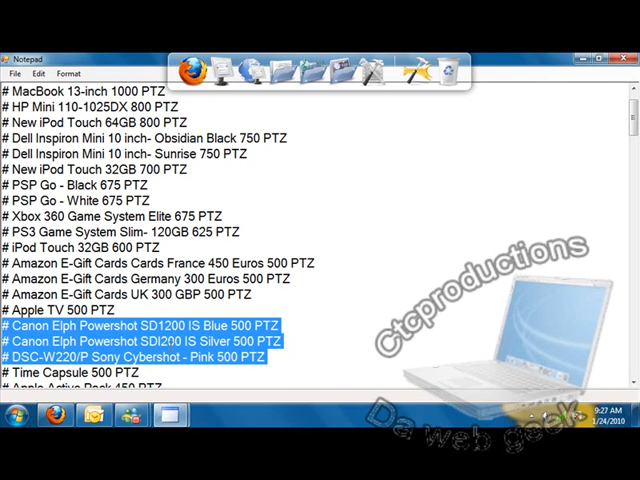 Notepad
File Edit Format
# MacBook 13-inch 1000 PTZ
# HP Mini 110-1025DX 800 PTZ
# New iPod Touch 64GB 800 PTZ
# Dell Inspiron Mini 10 inch- Obsidian Black 750 PTZ
# Dell Inspiron Mini 10 inch- Sunrise 750 PTZ
# New iPod Touch 32GB 700 PTZ
# PSP Go - Black 675 PTZ
# PSP Go - White 675 PTZ
# Xbox 360 Game System Elite 675 PTZ
# PS3 Game System Slim- 120GB 625 PTZ
# iPod Touch 32GB 600 PTZ
# Amazon E-Gift Cards Cards France 450 Euros 500 PTZ
# Amazon E-Gift Cards Germany 300 Euros 500 PTZ
# Amazon E-Gift Cards UK 300 GBP 500 PTZ
# Apple TV 500 PTZ
# Canon Elph Powershot SD1200 IS Blue 500 PTZ
# Canon Elph Powershot SDI200 IS Silver 500 PTZ
# DSC-W220/P Sony Cybershot - Pink 500 PTZ
# Time Capsule 500 PTZ
# Apple Active Pack 450 PTZ
Ctcproductions
Da web geek.
9:27 AM
1/24/2010